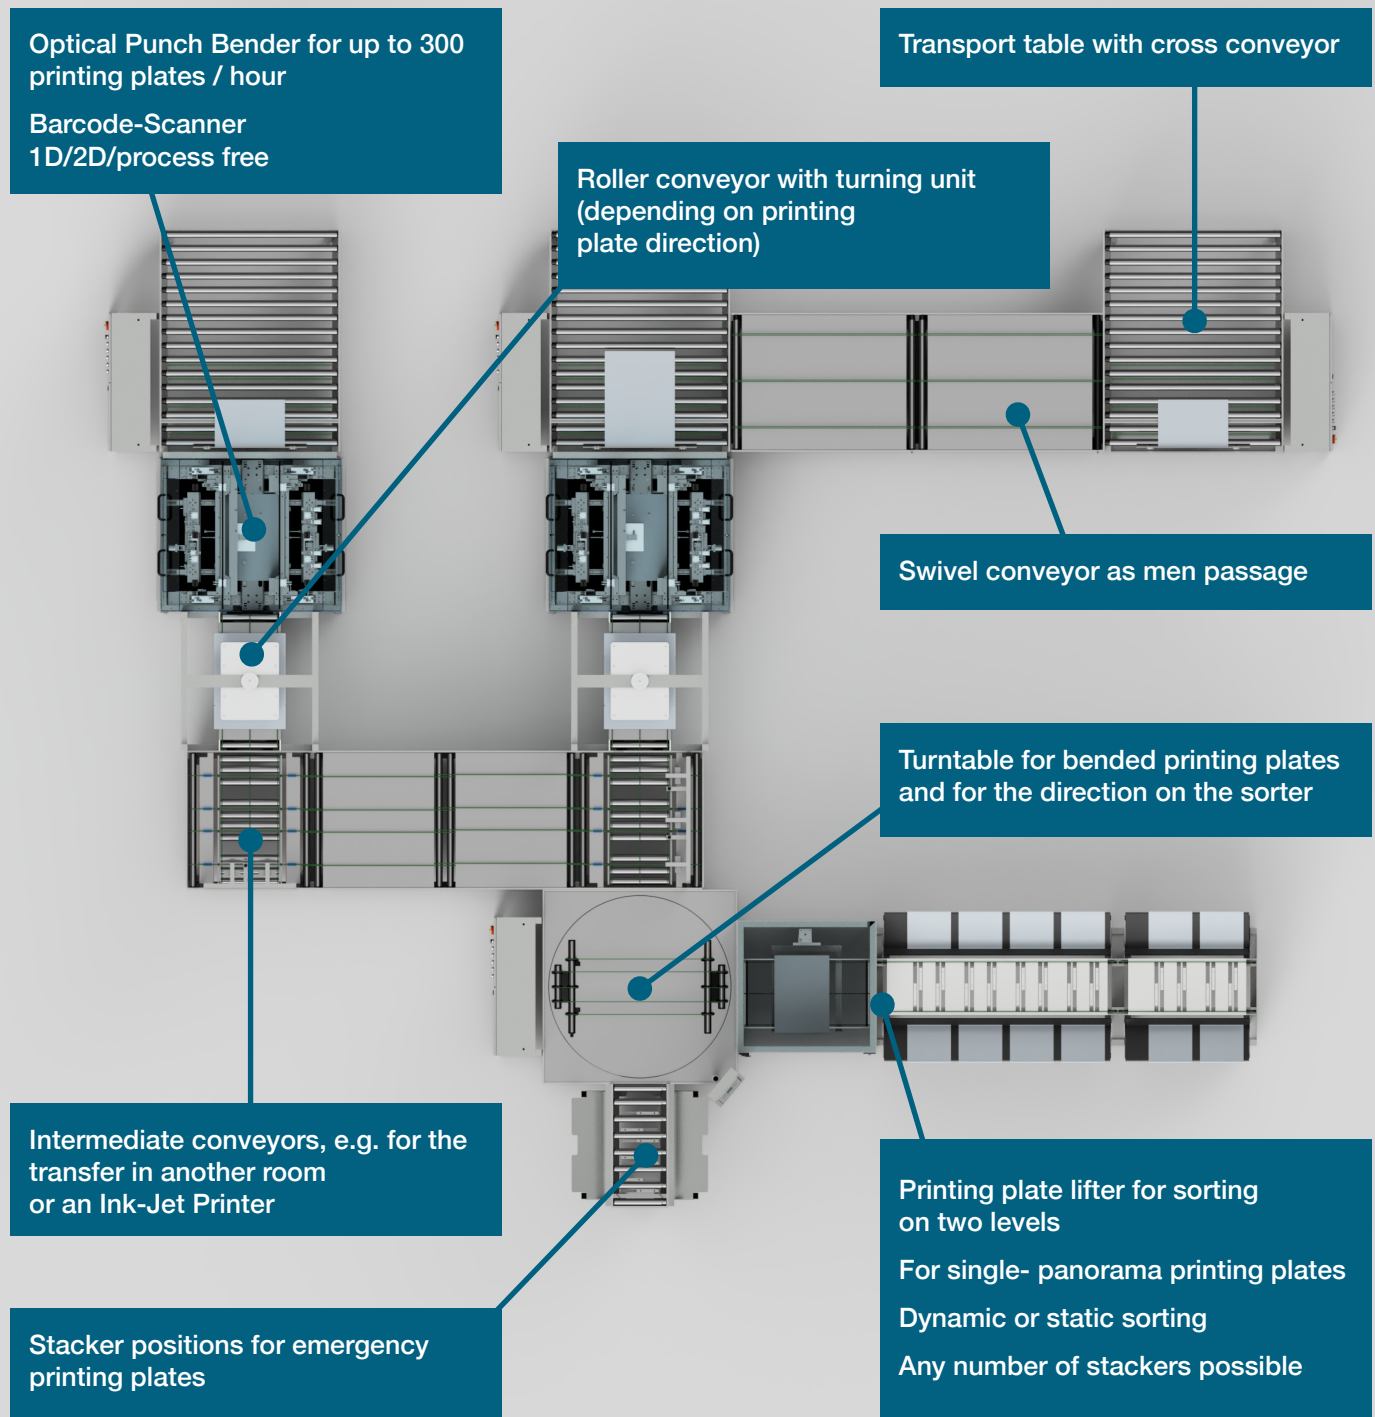 Optical Punch Bender for up to 300
printing plates / hour
Barcode-Scanner
1D/2D/process free
Transport table with cross conveyor
Roller conveyor with turning unit
(depending on printing
plate direction)
Swivel conveyor as men passage
Turntable for bended printing plates
and for the direction on the sorter
Intermediate conveyors, e.g. for the
transfer in another room
or an Ink-Jet Printer
Printing plate lifter for sorting
on two levels
For single- panorama printing plates
Dynamic or static sorting
Any number of stackers possible
Stacker positions for emergency
printing plates